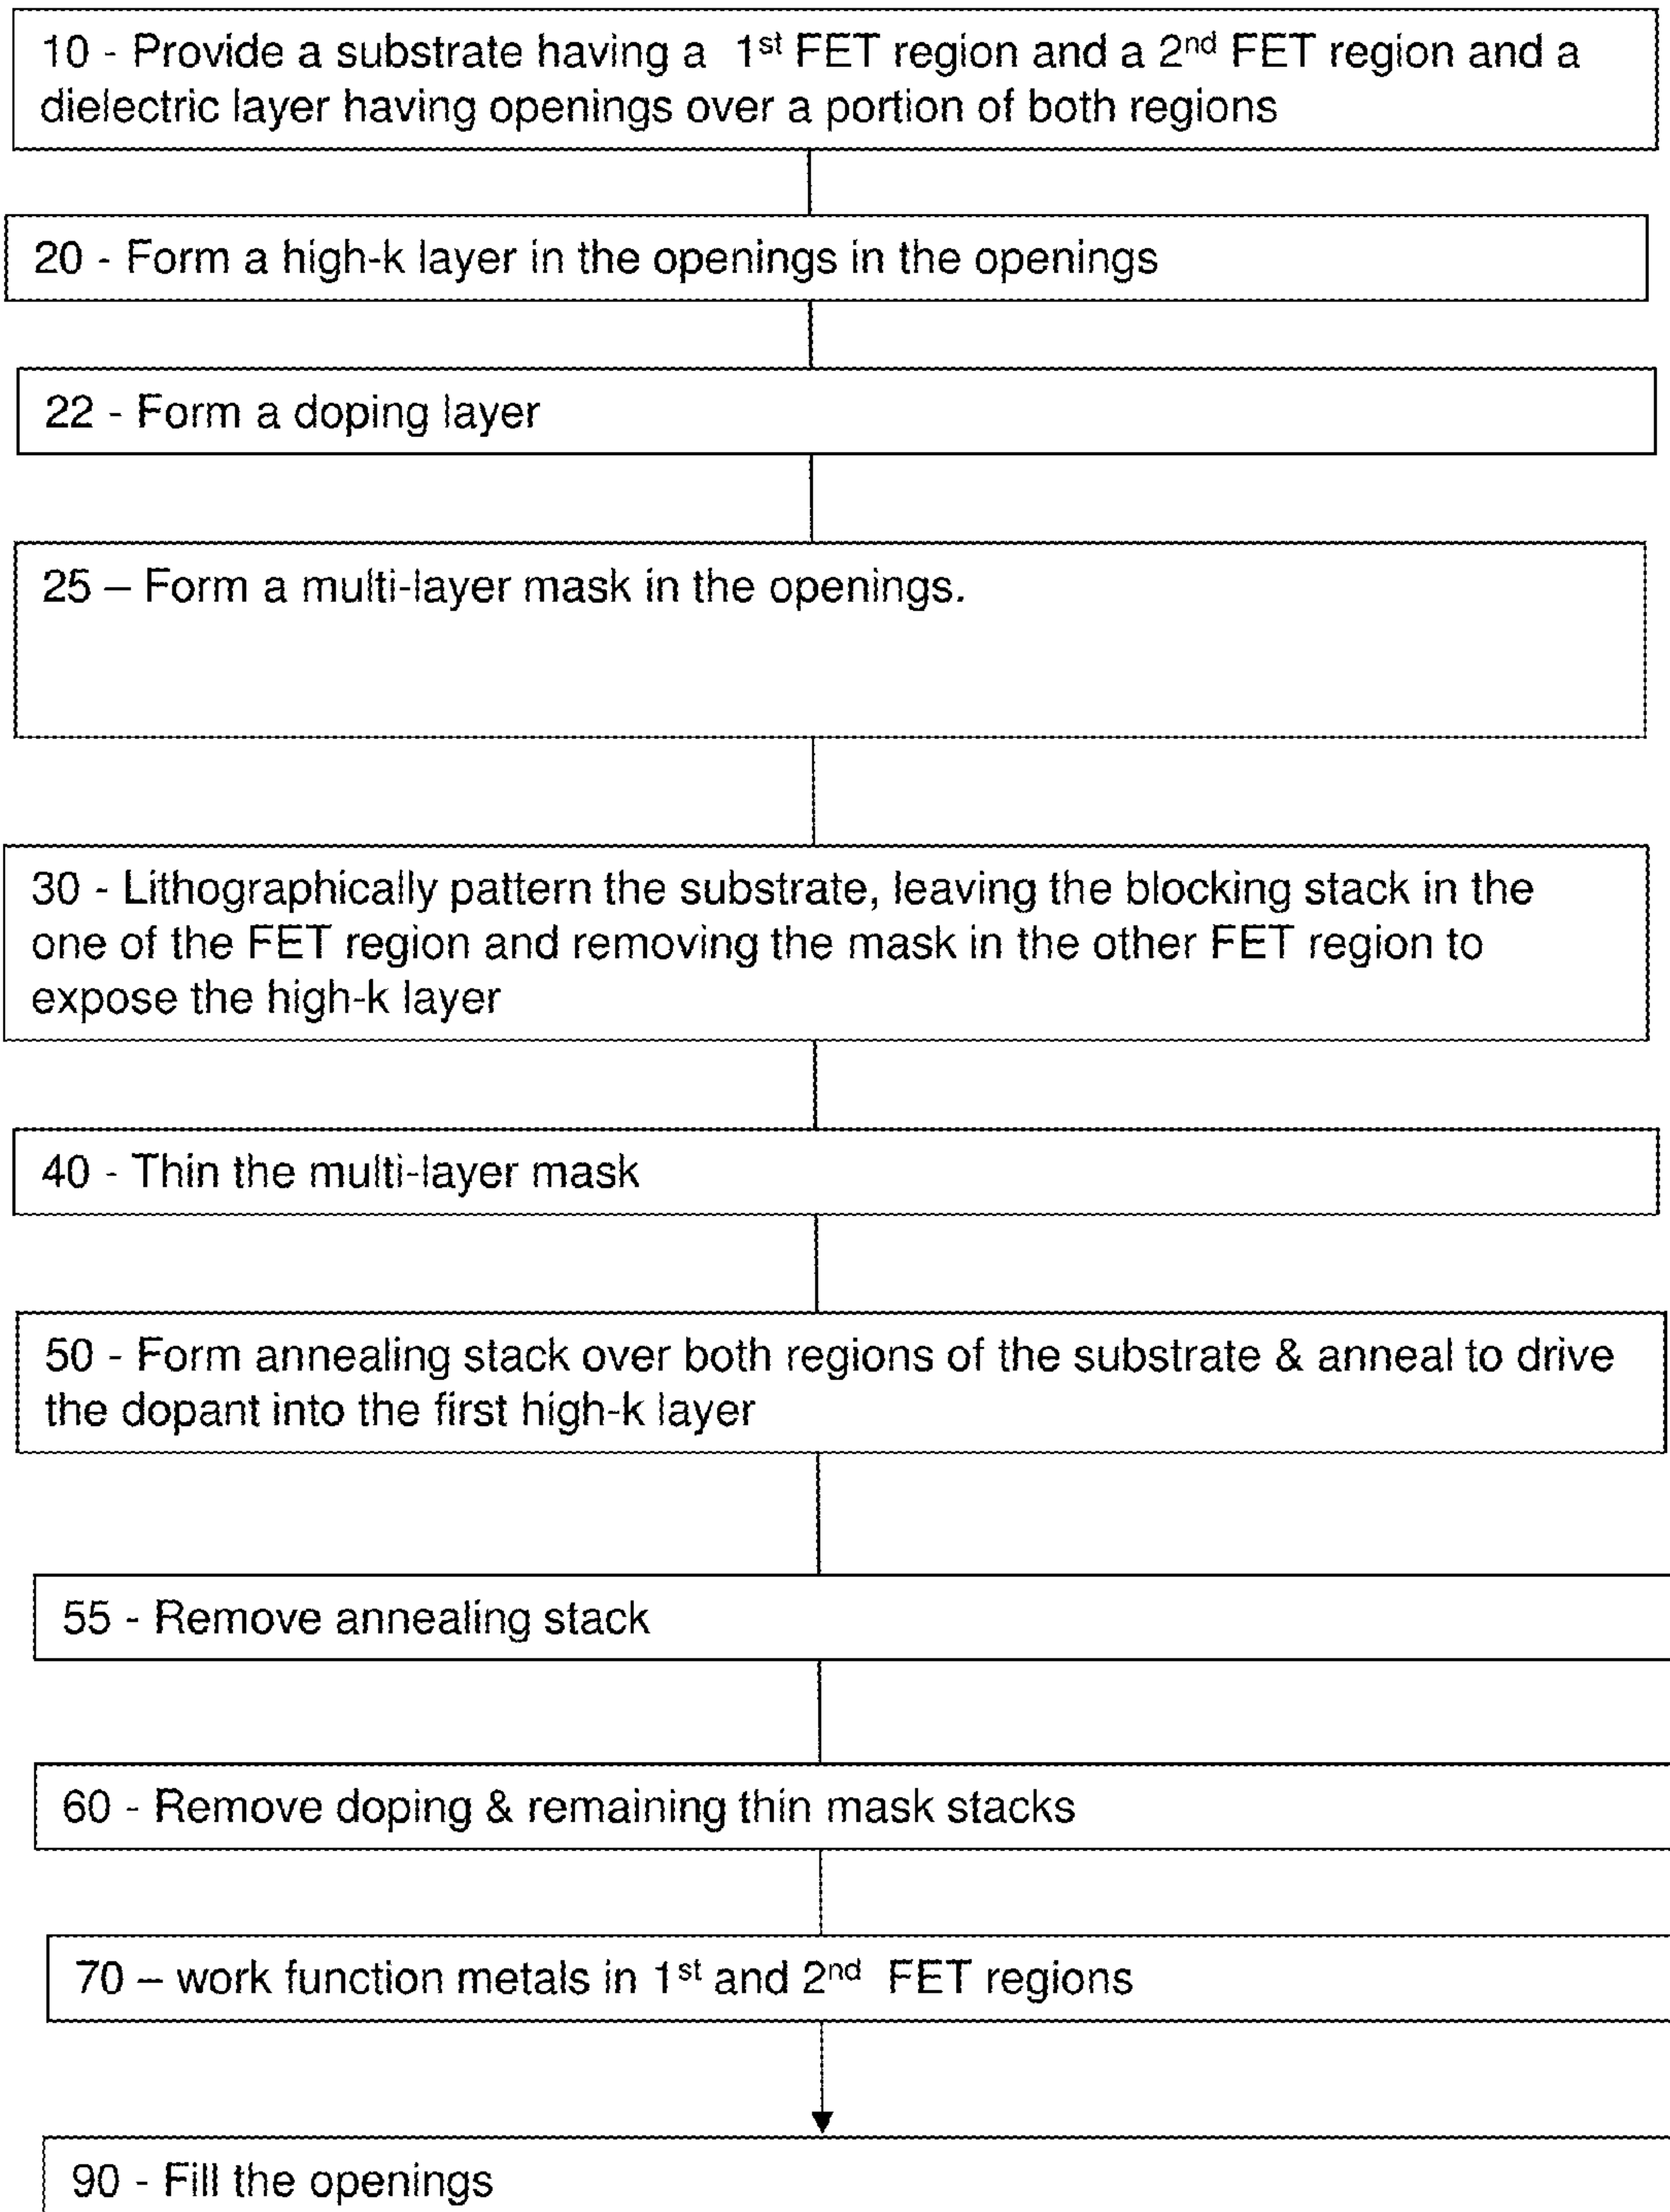 10 - Provide a substrate having a 1st FET region and a 2nd FET region and a
dielectric layer having openings over a portion of both regions
20 - Form a high-k layer in the openings in the openings
22 - Form a doping layer
25 – Form a multi-layer mask in the openings.
30 - Lithographically pattern the substrate, leaving the blocking stack in the
one of the FET region and removing the mask in the other FET region to
expose the high-k layer
40 - Thin the multi-layer mask
50 - Form annealing stack over both regions of the substrate & anneal to drive
the dopant into the first high-k layer
55 - Remove annealing stack
60 - Remove doping & remaining thin mask stacks
70 – work function metals in 1st and 2nd FET regions
90 - Fill the openings